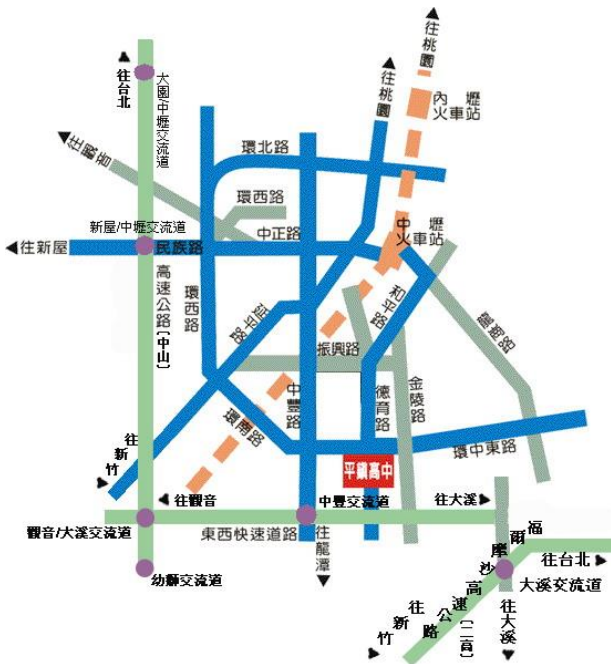 往桃園
往桃園
內壢
火車站
往台北
大園/中壢交流道
往觀音
環北路
環西路
新屋/中壢交流道
中正路
中壢
火車站
往新屋
民族路
高速公路(中山)
環西路
延平路
和平路
振興路
中豐路
德育路
金陵路
環南路
環中東路
平鎮高中
往新竹
往觀音
中豐交流道
往大溪
觀音/大溪交流道
東西快速道路
往龍潭
幼獅交流道
福爾摩沙高速公路(二高)
往台北
大溪交流道
往新竹
往大溪